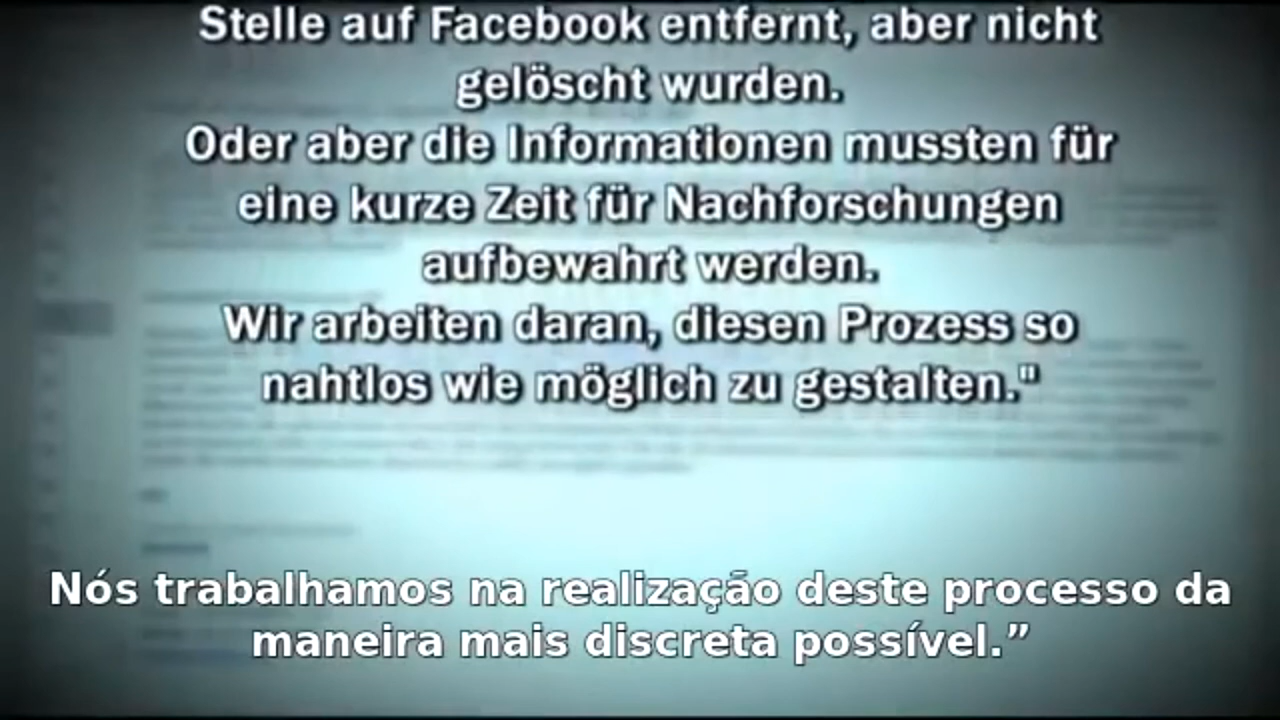 Stelle auf Facebook entfernt, aber nicht
gelöscht wurden.
Oder aber die Informationen mussten für
eine kurze Zeit für Nachforschungen
aufbewahrt werden.
Wir arbeiten daran, diesen Prozess so
nahtlos wie möglich zu gestalten."
Nós trabalhamos na realização deste processo da
maneira mais discreta possível.”